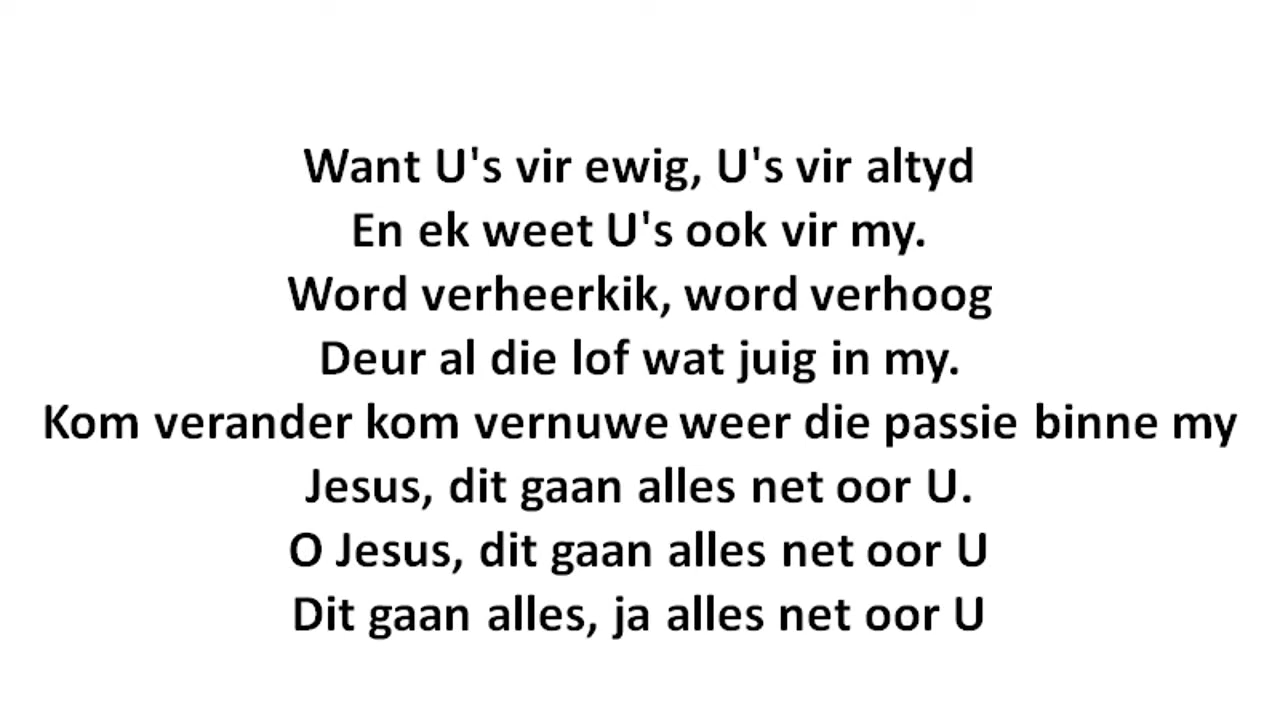 Want U's vir ewig, U's vir altyd
En ek weet U's ook vir my.
Word verheerkik, word verhoog
Deur al die lof wat juig in my.
Kom verander kom vernuwe weer die passie binne my
Jesus, dit gaan alles net oor U.
O Jesus, dit gaan alles net oor U
Dit gaan alles, ja alles net oor U